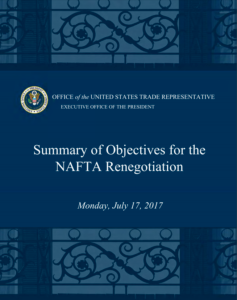 OFFICE of the UNITED STATES TRADE REPRESENTATIVE
EXECUTIVE OFFICE OF THE PRESIDENT
Summary of Objectives for the
NAFTA Renegotiation
Monday, July 17, 2017